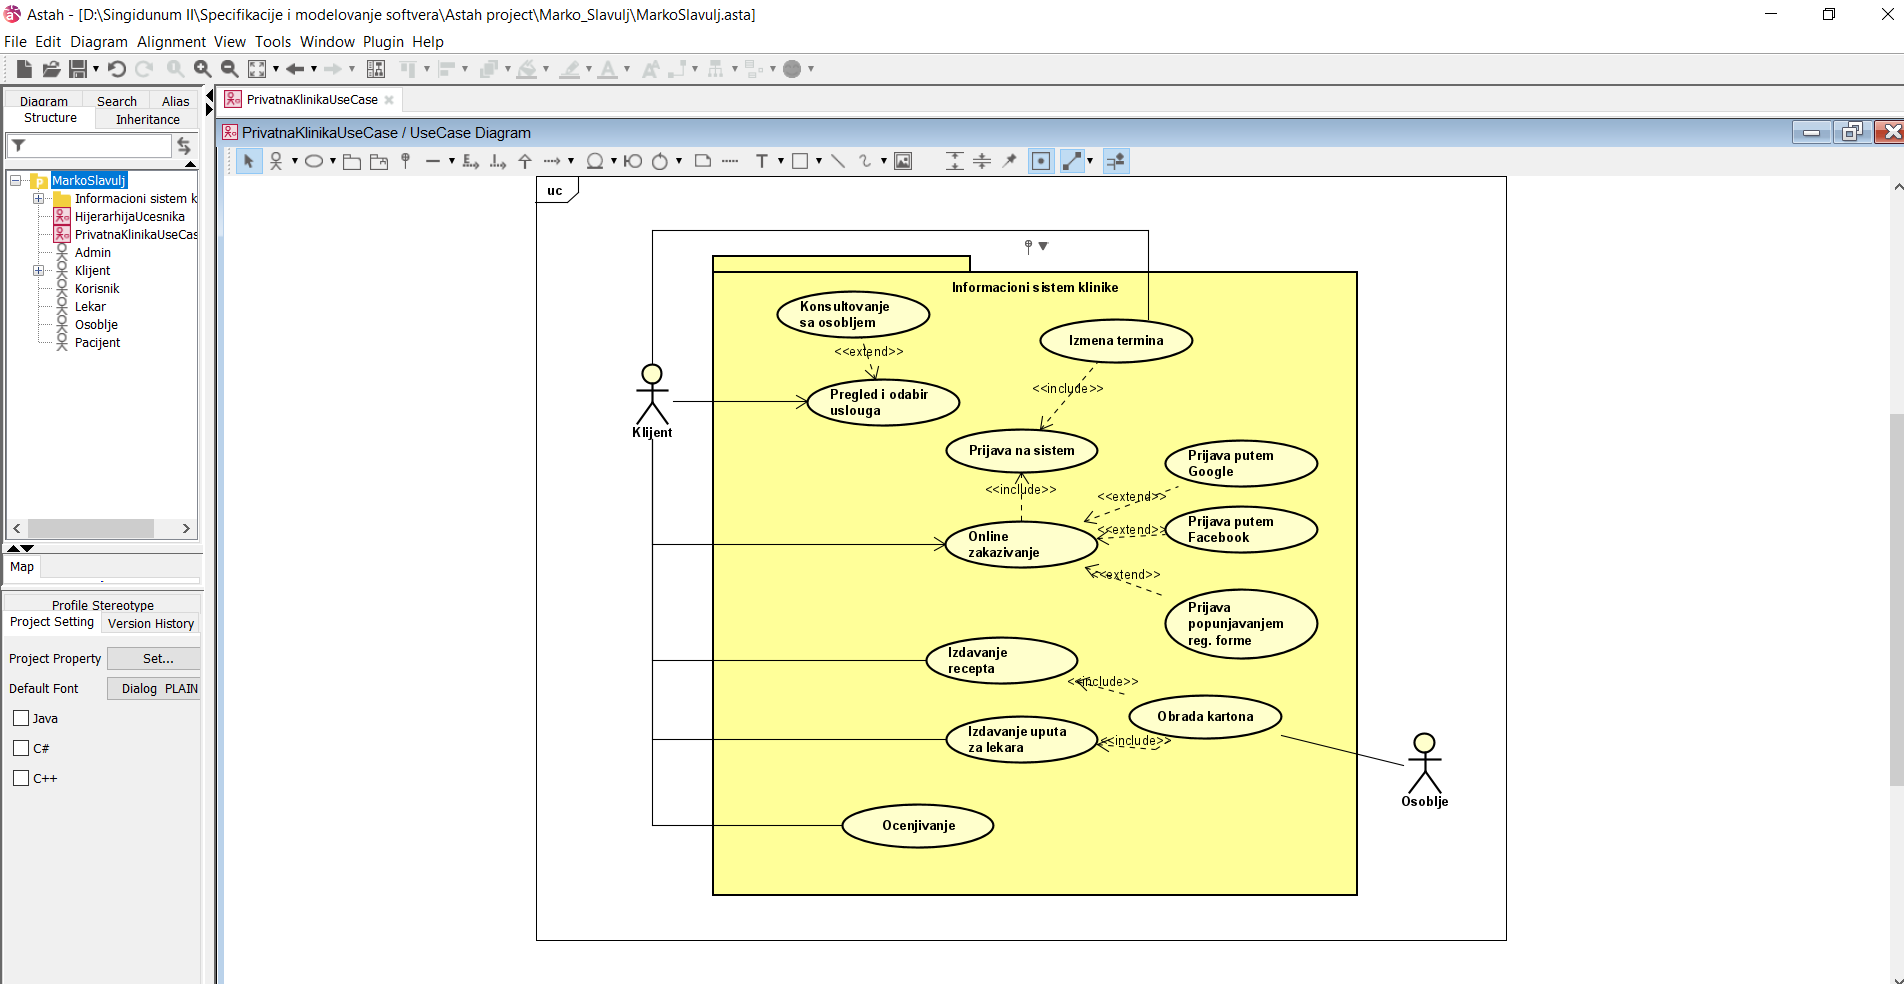 Astah - [D:\Singidunum II\Specifikacije i modelovanje softvera\Astah project\Marko_Slavulj\MarkoSlavulj.asta]
File Edit Diagram Alignment View Tools Window Plugin Help
Diagram Search Alias
Structure Inheritance
MarkoSlavulj
Informacioni sistem k
HijerarhijaUcesnika
PrivatnaKlinikaUseCas
Admin
Klijent
Korisnik
Lekar
Osoblje
Pacijent
Map
Profile Stereotype
Project Setting Version History
Project Property Set...
Default Font Dialog PLAIN
Java
C#
C++
PrivatnaKlinikaUseCase
PrivatnaKlinikaUseCase / UseCase Diagram
T
A
uc
Informacioni sistem klinike
Konsultovanje
sa osobljem
<<extend>>
Izmena termina
<<include>>
Pregled i odabir
uslouga
Klijent
Prijava na sistem
<<include>>
Prijava putem
Google
<<extend>>
Prijava putem
Facebook
<<extend>>
Online
zakazivanje
<<extend>>
Prijava
popunjavanjem
reg. forme
Izdavanje
recepta
<<include>>
Obrada kartona
Izdavanje uputa
za lekara
<<include>>
Osoblje
Ocenjivanje